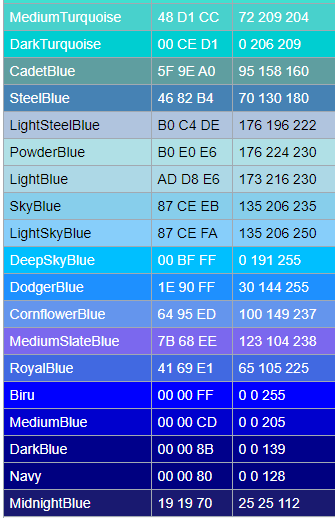 MediumTurquoise 48 D1 CC 72 209 204
DarkTurquoise 00 CE D1 0 206 209
CadetBlue 5F 9E A0 95 158 160
SteelBlue 46 82 B4 70 130 180
LightSteelBlue B0 C4 DE 176 196 222
PowderBlue B0 E0 E6 176 224 230
LightBlue AD D8 E6 173 216 230
SkyBlue 87 CE EB 135 206 235
LightSkyBlue 87 CE FA 135 206 250
DeepSkyBlue 00 BF FF 0 191 255
DodgerBlue 1E 90 FF 30 144 255
CornflowerBlue 64 95 ED 100 149 237
MediumSlateBlue 7B 68 EE 123 104 238
RoyalBlue 41 69 E1 65 105 225
Biru 00 00 FF 0 0 255
MediumBlue 00 00 CD 0 0 205
DarkBlue 00 00 8B 0 0 139
Navy 00 00 80 0 0 128
MidnightBlue 19 19 70 25 25 112